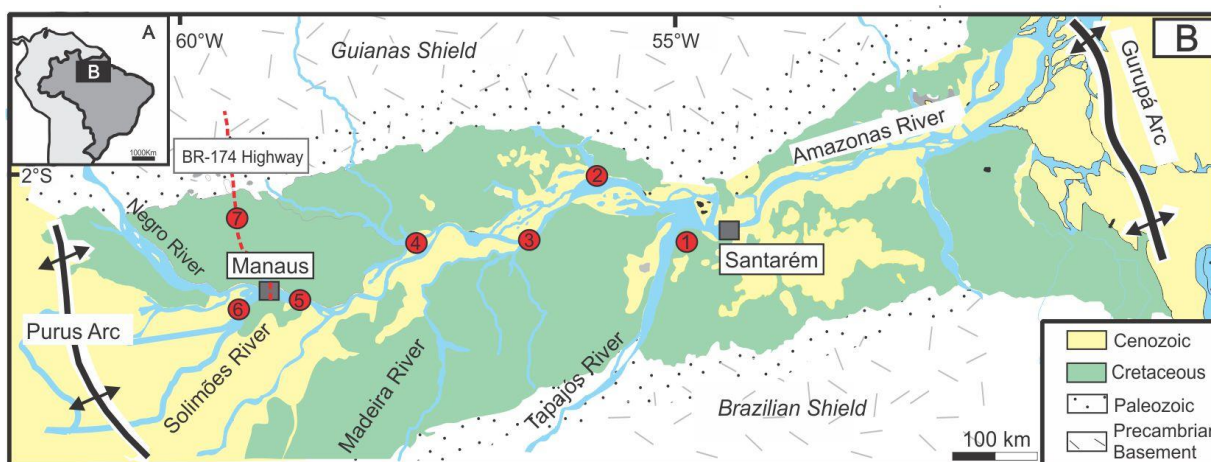 A
B
1000Km
60°W
55°W
2°S
Guianas Shield
BR-174 Highway
Negro River
Manaus
Purus Arc
Solimões River
Madeira River
Tapajós River
Santarém
Amazonas River
Gurupá Arc
Brazilian Shield
7
6
5
4
3
2
1
B
Cenozoic
Cretaceous
Paleozoic
Precambrian
Basement
100 km